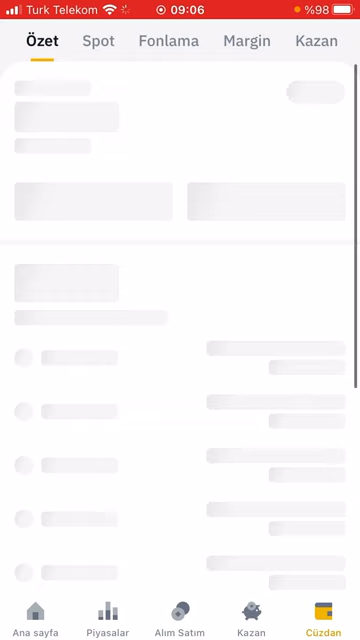 Turk Telekom 09:06 %98
Özet Spot Fonlama Margin Kazan
Ana sayfa Piyasalar Alım Satım Kazan Cüzdan